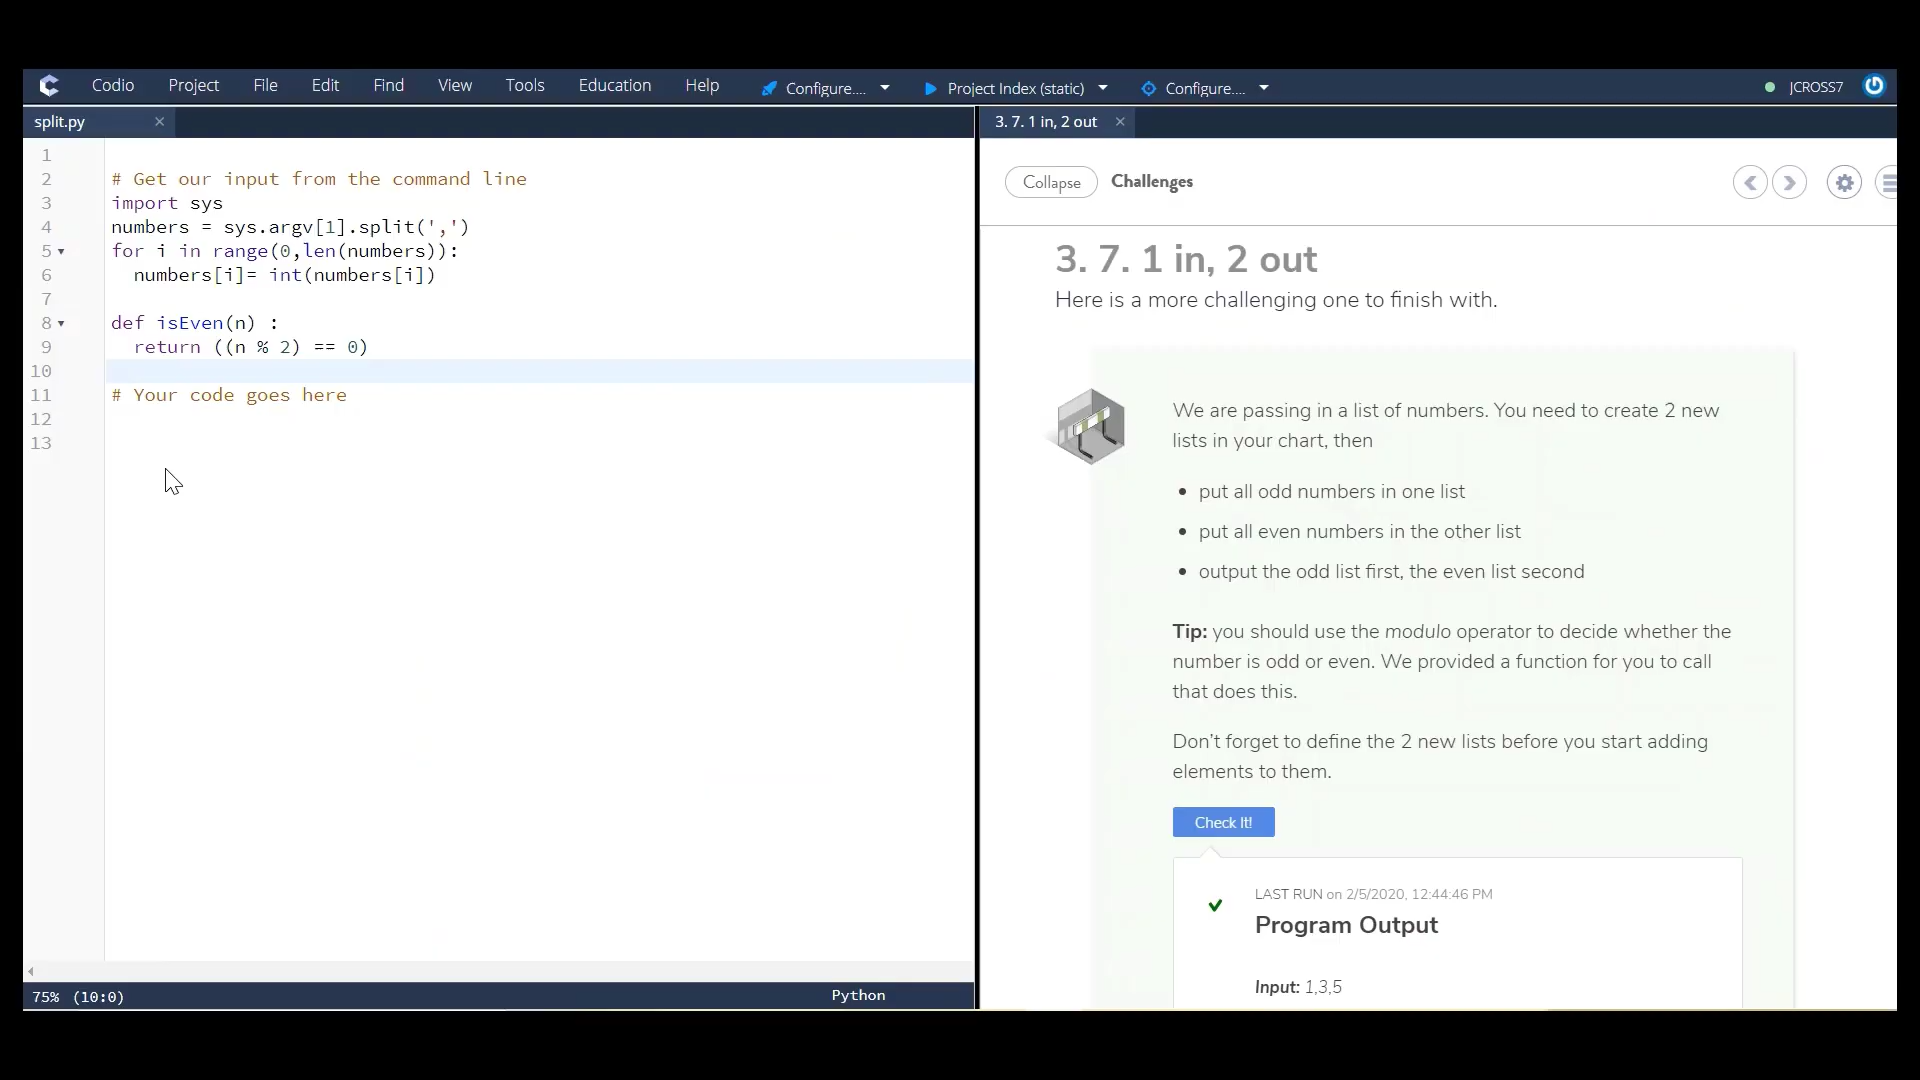 Codio Project File Edit Find View Tools Education Help Configure.... Project Index (static) Configure.... JCROSS7
split.py
1
2 # Get our input from the command line
3 import sys
4 numbers = sys.argv[1].split(',')
5 for i in range(0,len(numbers)):
6 numbers[i]= int(numbers[i])
7
8 def isEven(n) :
9 return ((n % 2) == 0)
10
11 # Your code goes here
12
13
75% (10:0) Python
3. 7. 1 in, 2 out
Collapse Challenges
3. 7. 1 in, 2 out
Here is a more challenging one to finish with.
We are passing in a list of numbers. You need to create 2 new
lists in your chart, then
• put all odd numbers in one list
• put all even numbers in the other list
• output the odd list first, the even list second
Tip: you should use the modulo operator to decide whether the
number is odd or even. We provided a function for you to call
that does this.
Don't forget to define the 2 new lists before you start adding
elements to them.
Check It!
LAST RUN on 2/5/2020, 12:44:46 PM
Program Output
Input: 1,3,5